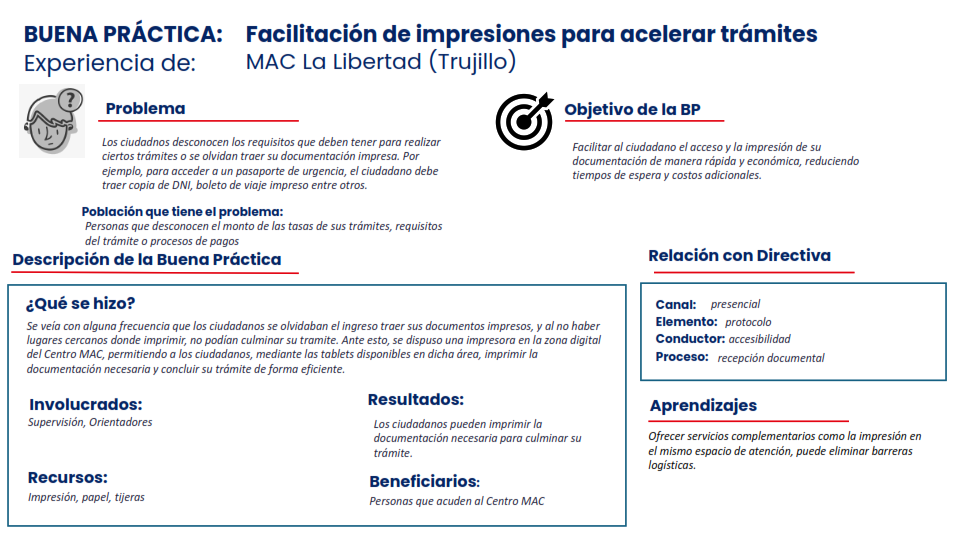 BUENA PRÁCTICA: Facilitación de impresiones para acelerar trámites
Experiencia de: MAC La Libertad (Trujillo)
?
Problema
Los ciudadnos desconocen los requisitos que deben tener para realizar
ciertos trámites o se olvidan traer su documentación impresa. Por
ejemplo, para acceder a un pasaporte de urgencia, el ciudadano debe
traer copia de DNI, boleto de viaje impreso entre otros.
Población que tiene el problema:
Personas que desconocen el monto de las tasas de sus trámites, requisitos
del trámite o procesos de pagos
Objetivo de la BP
Facilitar al ciudadano el acceso y la impresión de su
documentación de manera rápida y económica, reduciendo
tiempos de espera y costos adicionales.
Descripción de la Buena Práctica
¿Qué se hizo?
Se veía con alguna frecuencia que los ciudadanos se olvidaban el ingreso traer sus documentos impresos, y al no haber
lugares cercanos donde imprimir, no podían culminar su tramite. Ante esto, se dispuso una impresora en la zona digital
del Centro MAC, permitiendo a los ciudadanos, mediante las tablets disponibles en dicha área, imprimir la
documentación necesaria y concluir su trámite de forma eficiente.
Involucrados:
Supervisión, Orientadores
Recursos:
Impresión, papel, tijeras
Resultados:
Los ciudadanos pueden imprimir la
documentación necesaria para culminar su
trámite.
Beneficiarios:
Personas que acuden al Centro MAC
Relación con Directiva
Canal: presencial
Elemento: protocolo
Conductor: accesibilidad
Proceso: recepción documental
Aprendizajes
Ofrecer servicios complementarios como la impresión en
el mismo espacio de atención, puede eliminar barreras
logísticas.